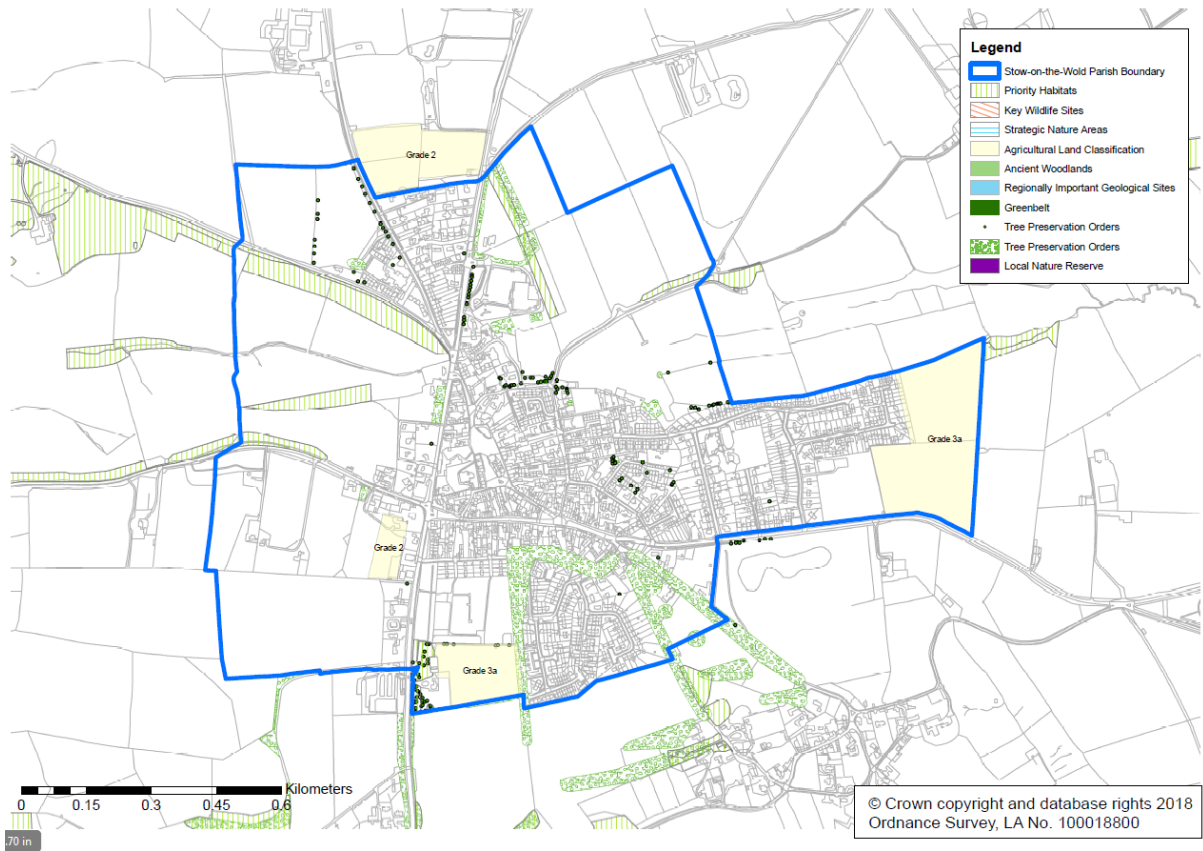 Legend
Stow-on-the-Wold Parish Boundary
Priority Habitats
Key Wildlife Sites
Strategic Nature Areas
Agricultural Land Classification
Ancient Woodlands
Regionally Important Geological Sites
Greenbelt
Tree Preservation Orders
Tree Preservation Orders
Local Nature Reserve
Grade 2
Grade 3a
Grade 2
Grade 3a
Kilometers
0 0.15 0.3 0.45 0.6
© Crown copyright and database rights 2018
Ordnance Survey, LA No. 100018800
.70 in